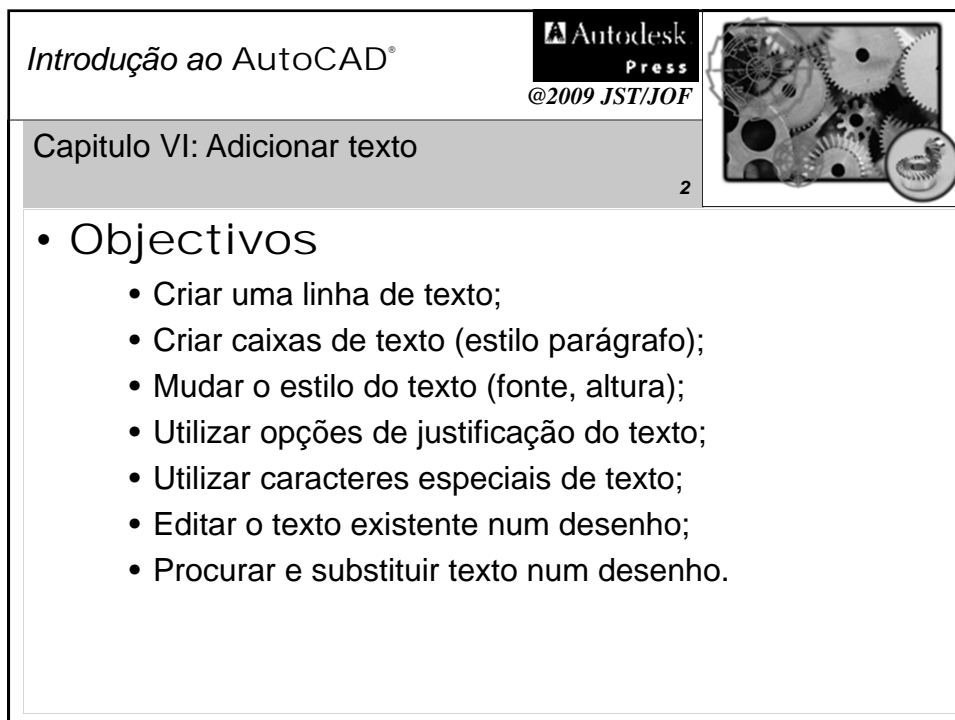 Introdução ao AutoCAD®
Autodesk
Press
@2009 JST/JOF
Capitulo VI: Adicionar texto
2
• Objectivos
• Criar uma linha de texto;
• Criar caixas de texto (estilo parágrafo);
• Mudar o estilo do texto (fonte, altura);
• Utilizar opções de justificação do texto;
• Utilizar caracteres especiais de texto;
• Editar o texto existente num desenho;
• Procurar e substituir texto num desenho.